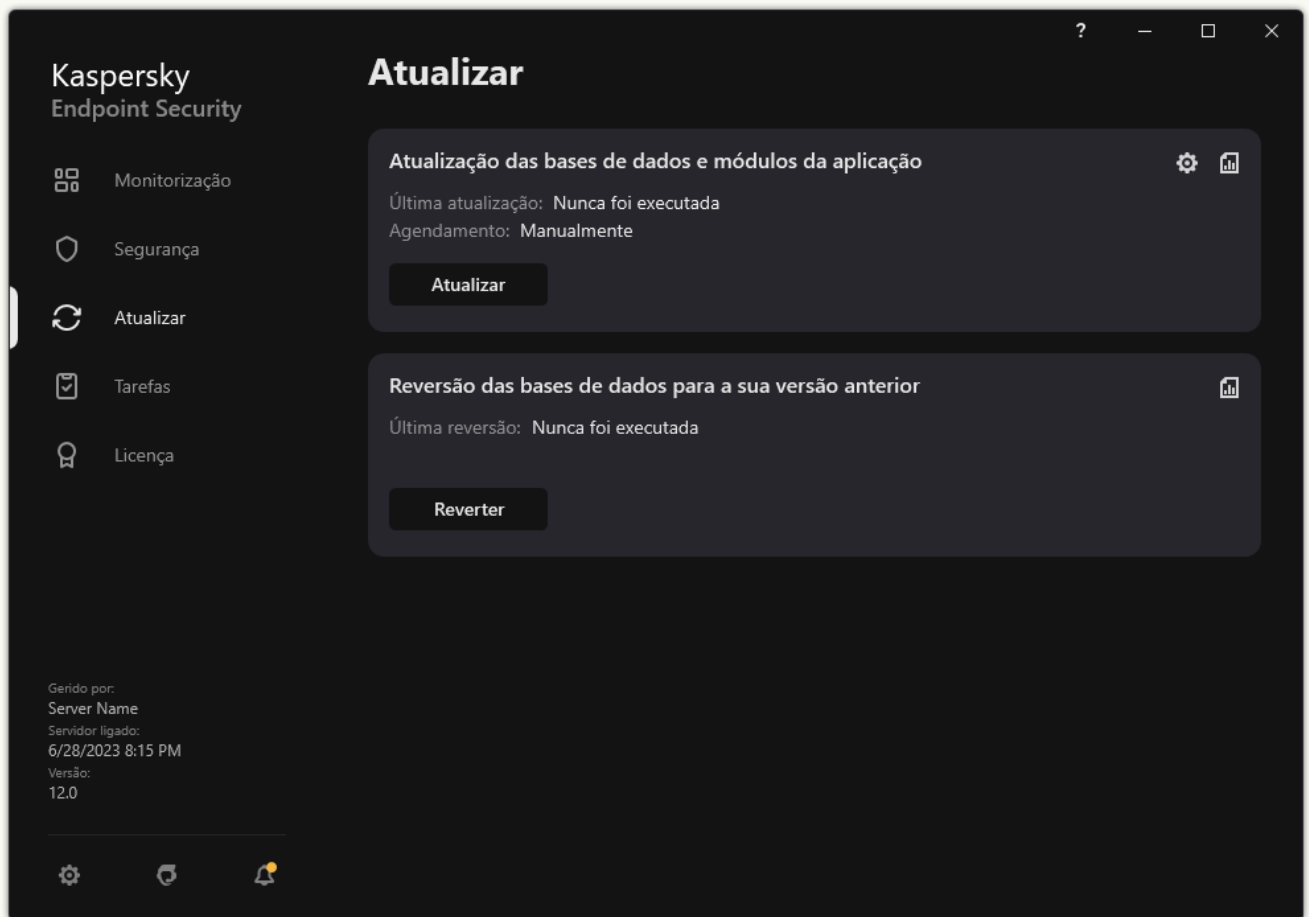 ?
Kaspersky
Endpoint Security
Monitorização
Segurança
Atualizar
Tarefas
Licença
Gerido por:
Server Name
Servidor ligado:
6/28/2023 8:15 PM
Versão:
12.0
Atualizar
Atualização das bases de dados e módulos da aplicação
Última atualização: Nunca foi executada
Agendamento: Manualmente
Atualizar
Reversão das bases de dados para a sua versão anterior
Última reversão: Nunca foi executada
Reverter